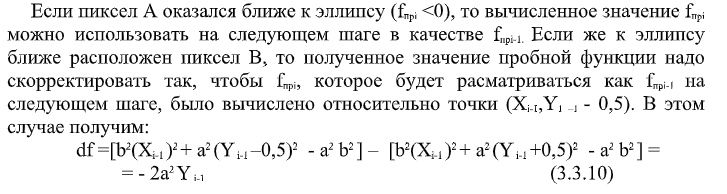 Если пиксел А оказался ближе к эллипсу (fпрi <0), то вычисленное значение fпрi
можно использовать на следующем шаге в качестве fпрi-1. Если же к эллипсу
ближе расположен пиксел В, то полученное значение пробной функции надо
скорректировать так, чтобы fпрi, которое будет расматриваться как fпрi-1 на
следующем шаге, было вычислено относительно точки (Xi-1,Y1 –1 - 0,5). В этом
случае получим:
df =[b²(Xi-1)² + a² (Y i-1–0,5)² - a² b² ] – [b²(Xi-1)² + a² (Y i-1+0,5)² - a² b² ] =
= - 2a² Y i-1 (3.3.10)